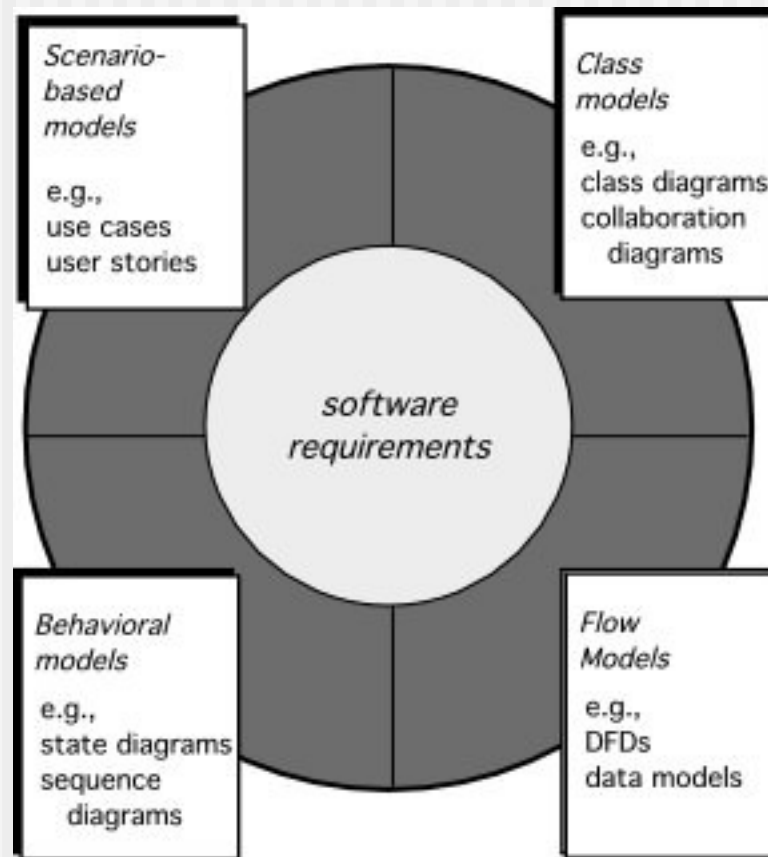 Scenario-
based
models
e.g.,
use cases
user stories
Class
models
e.g.,
class diagrams
collaboration
diagrams
software
requirements
Behavioral
models
e.g.,
state diagrams
sequence
diagrams
Flow
Models
e.g.,
DFDs
data models